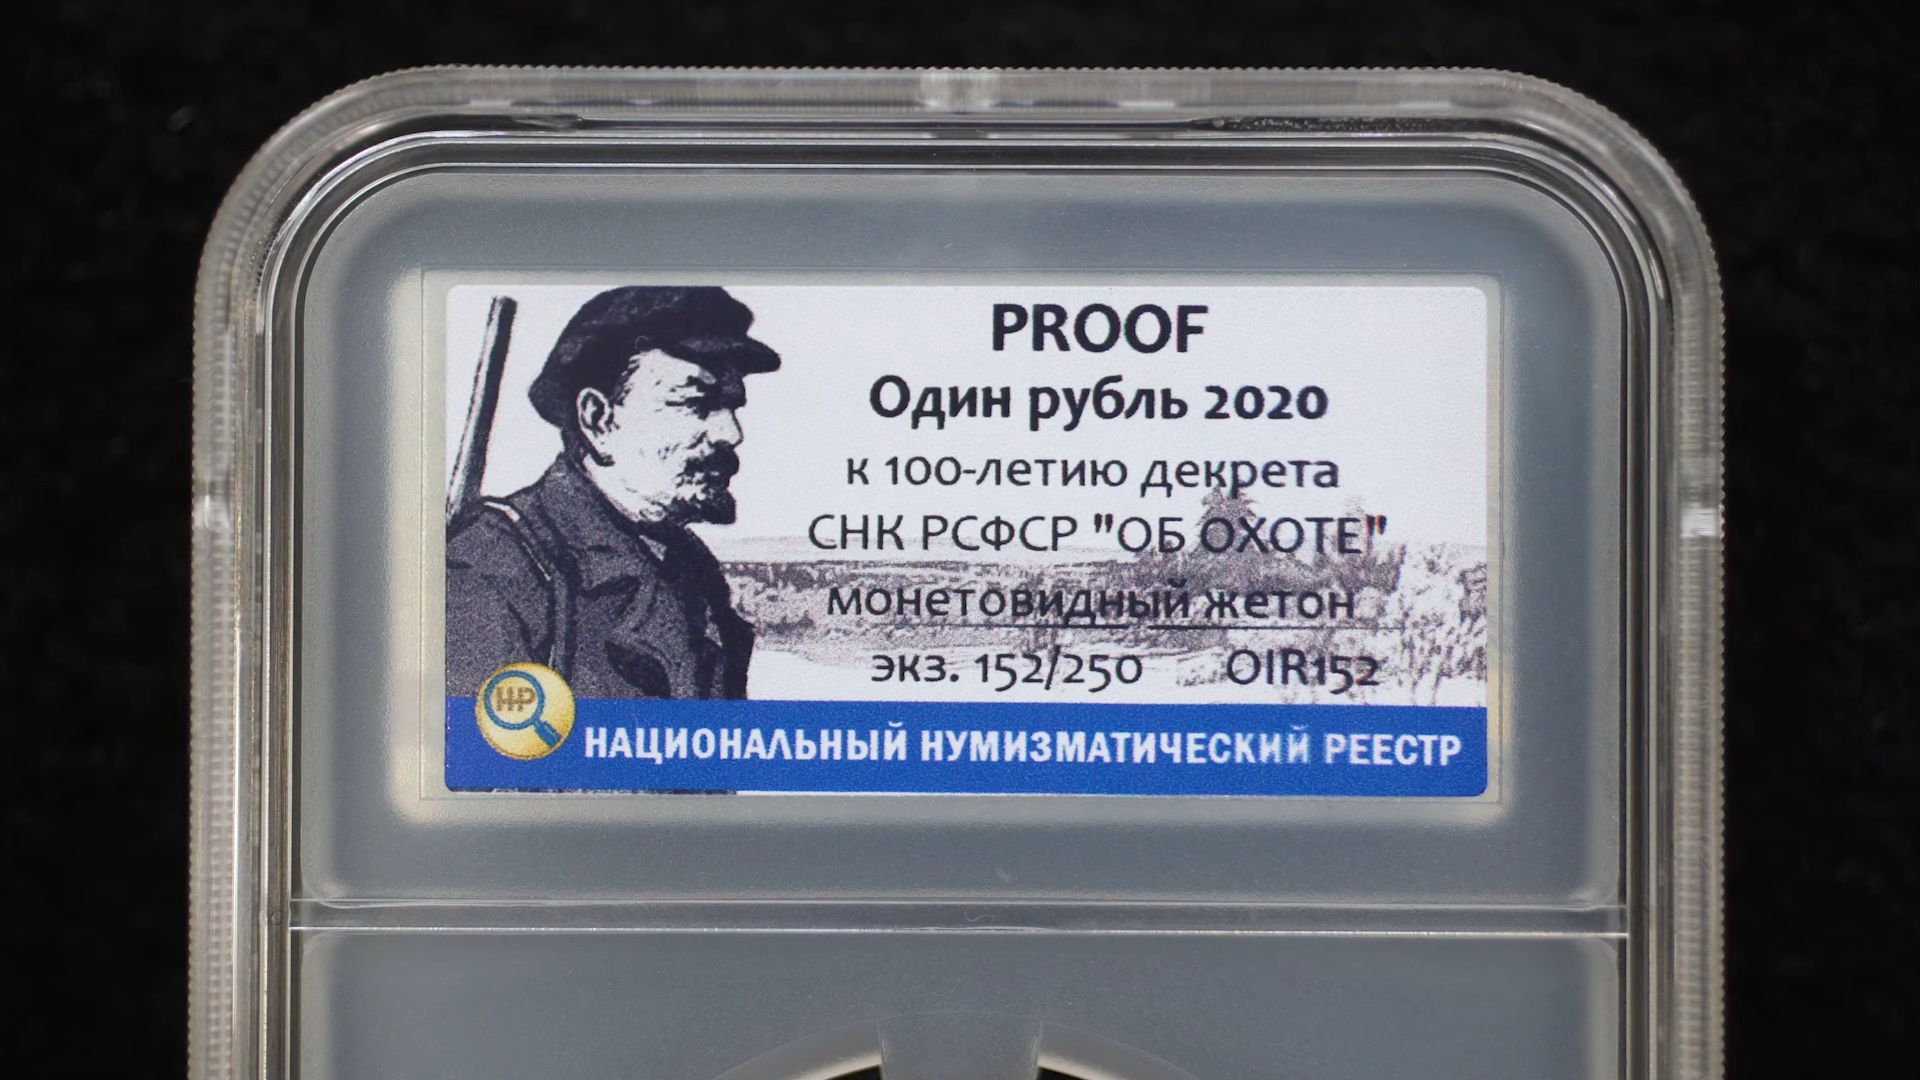 PROOF
Один рубль 2020
к 100-летию декрета
СНК РСФСР "ОБ ОХОТЕ"
монетовидный жетон
экз. 152/250 OIR152
ННР
НАЦИОНАЛЬНЫЙ НУМИЗМАТИЧЕСКИЙ РЕЕСТР